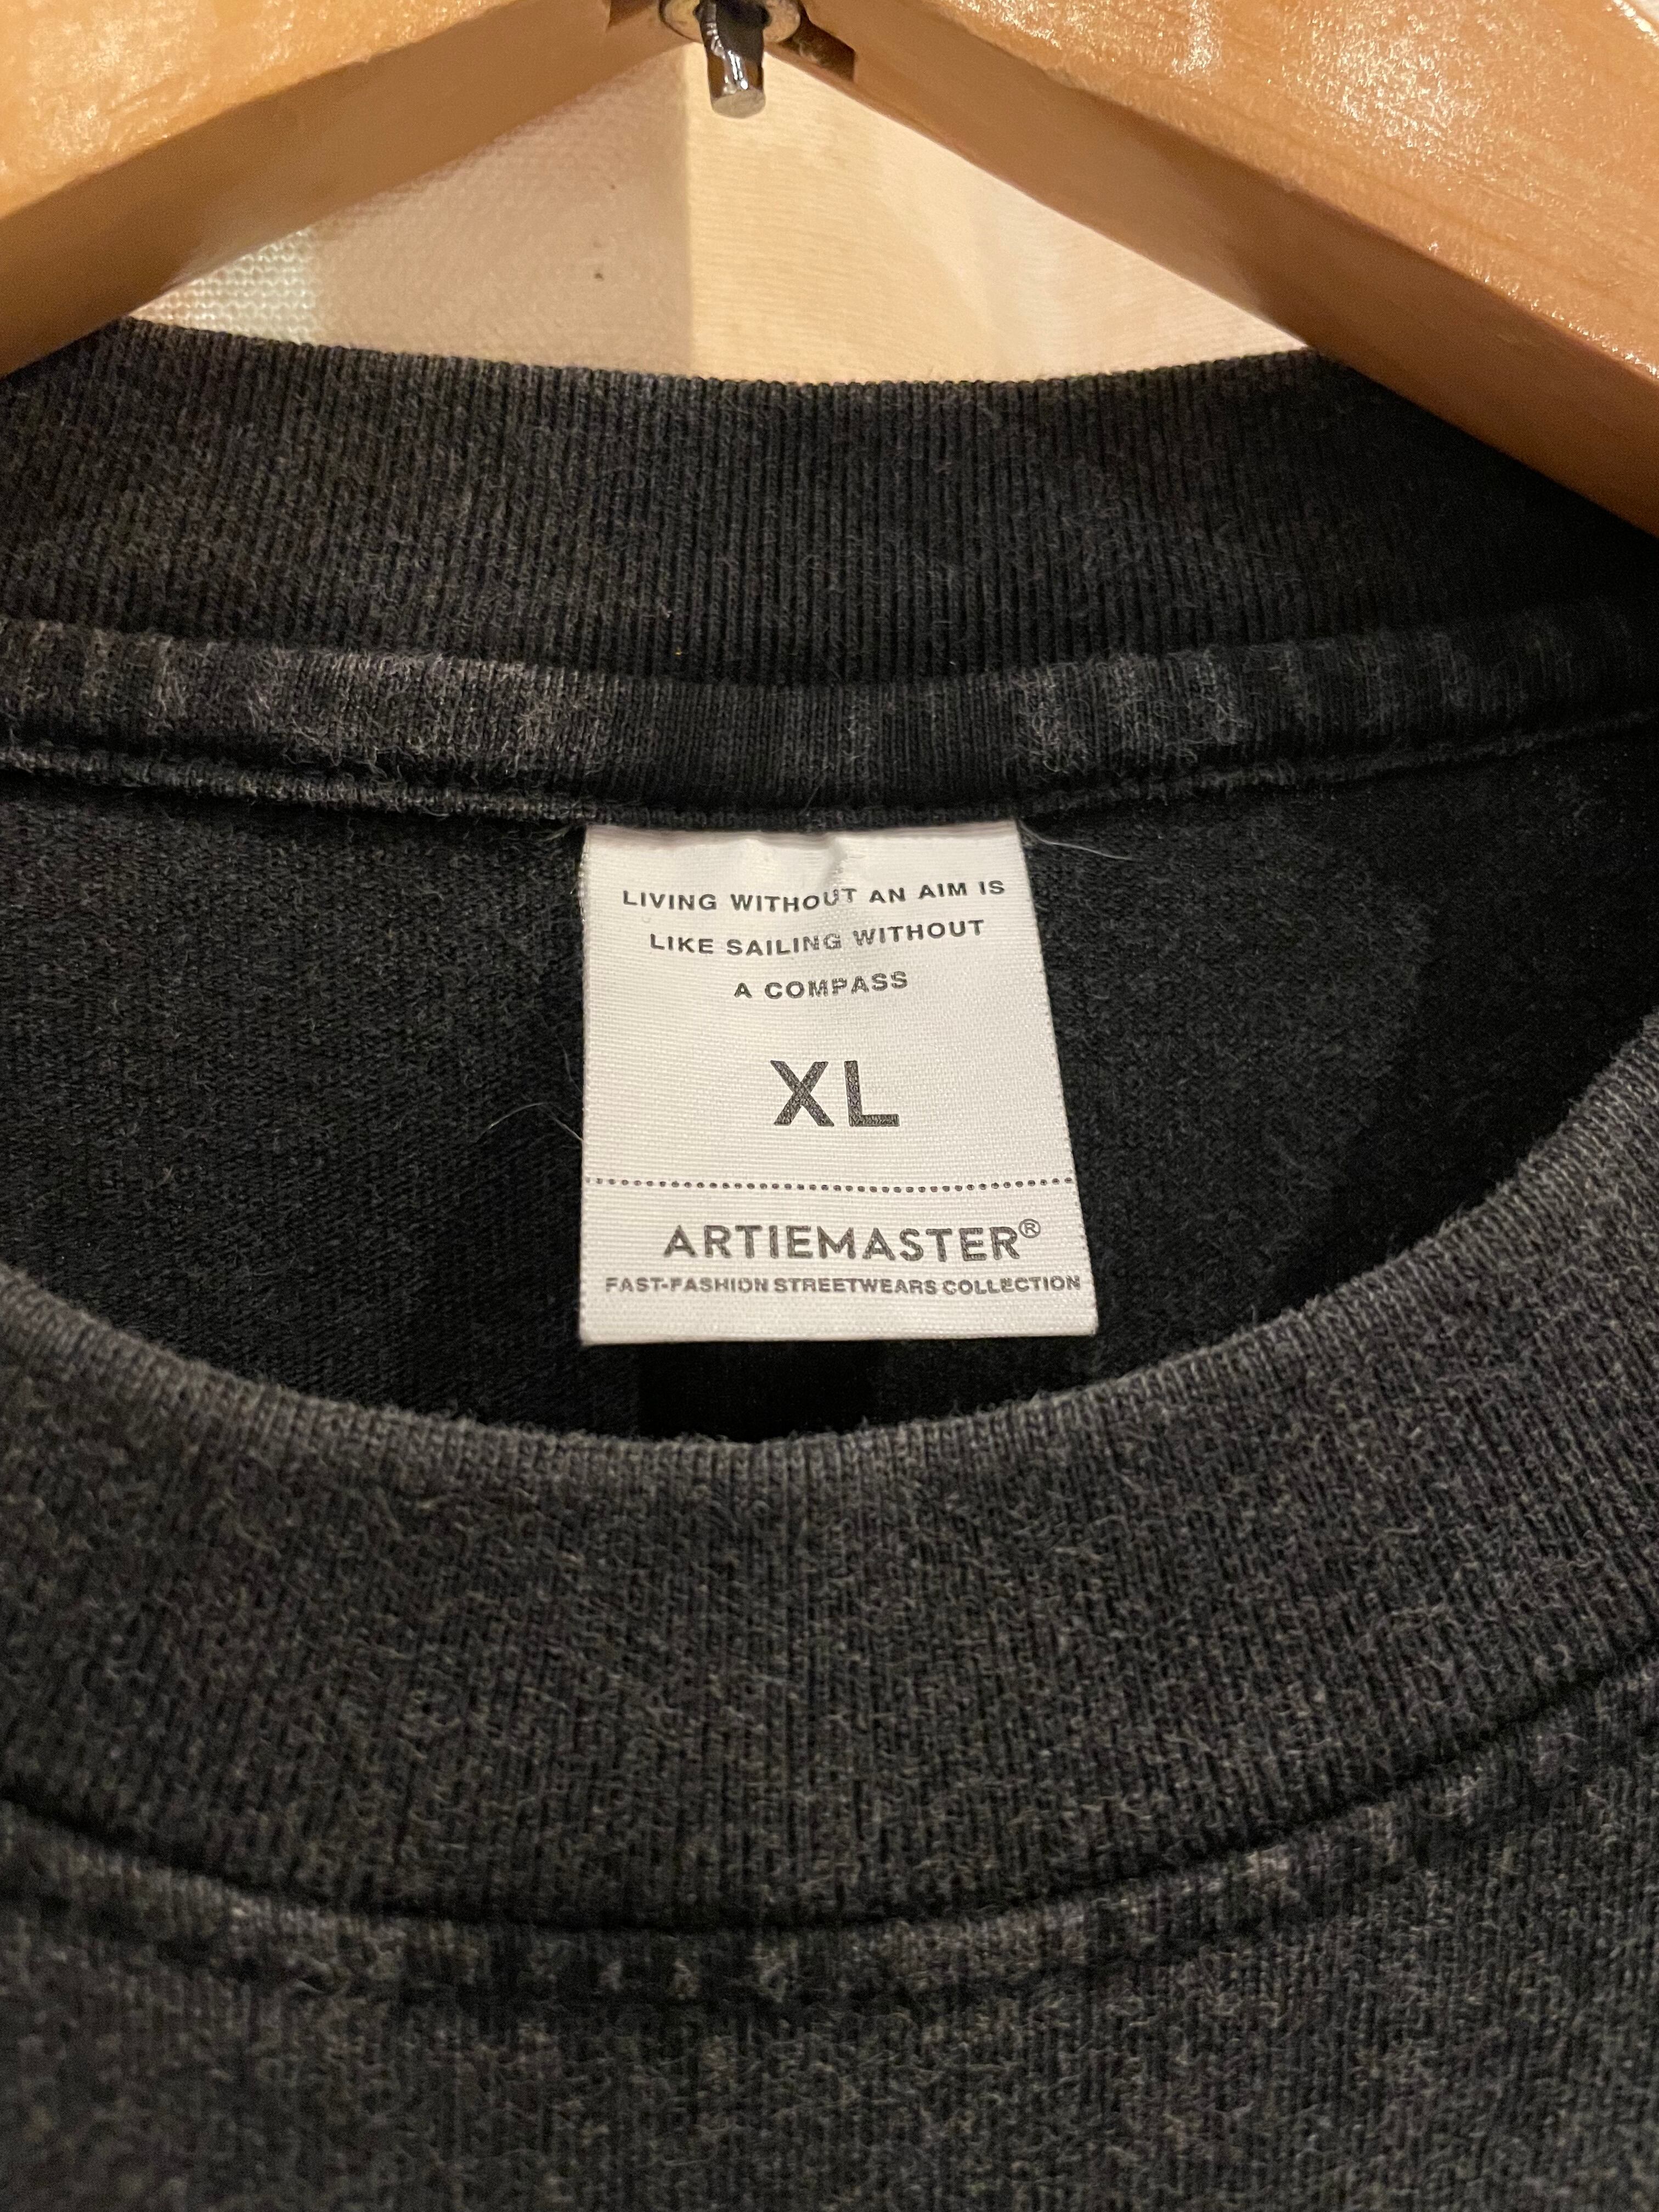 LIVING WITHOUT AN AIM IS
LIKE SAILING WITHOUT
A COMPASS
XL
ARTIEMASTER®
FAST-FASHION STREETWEARS COLLECTION